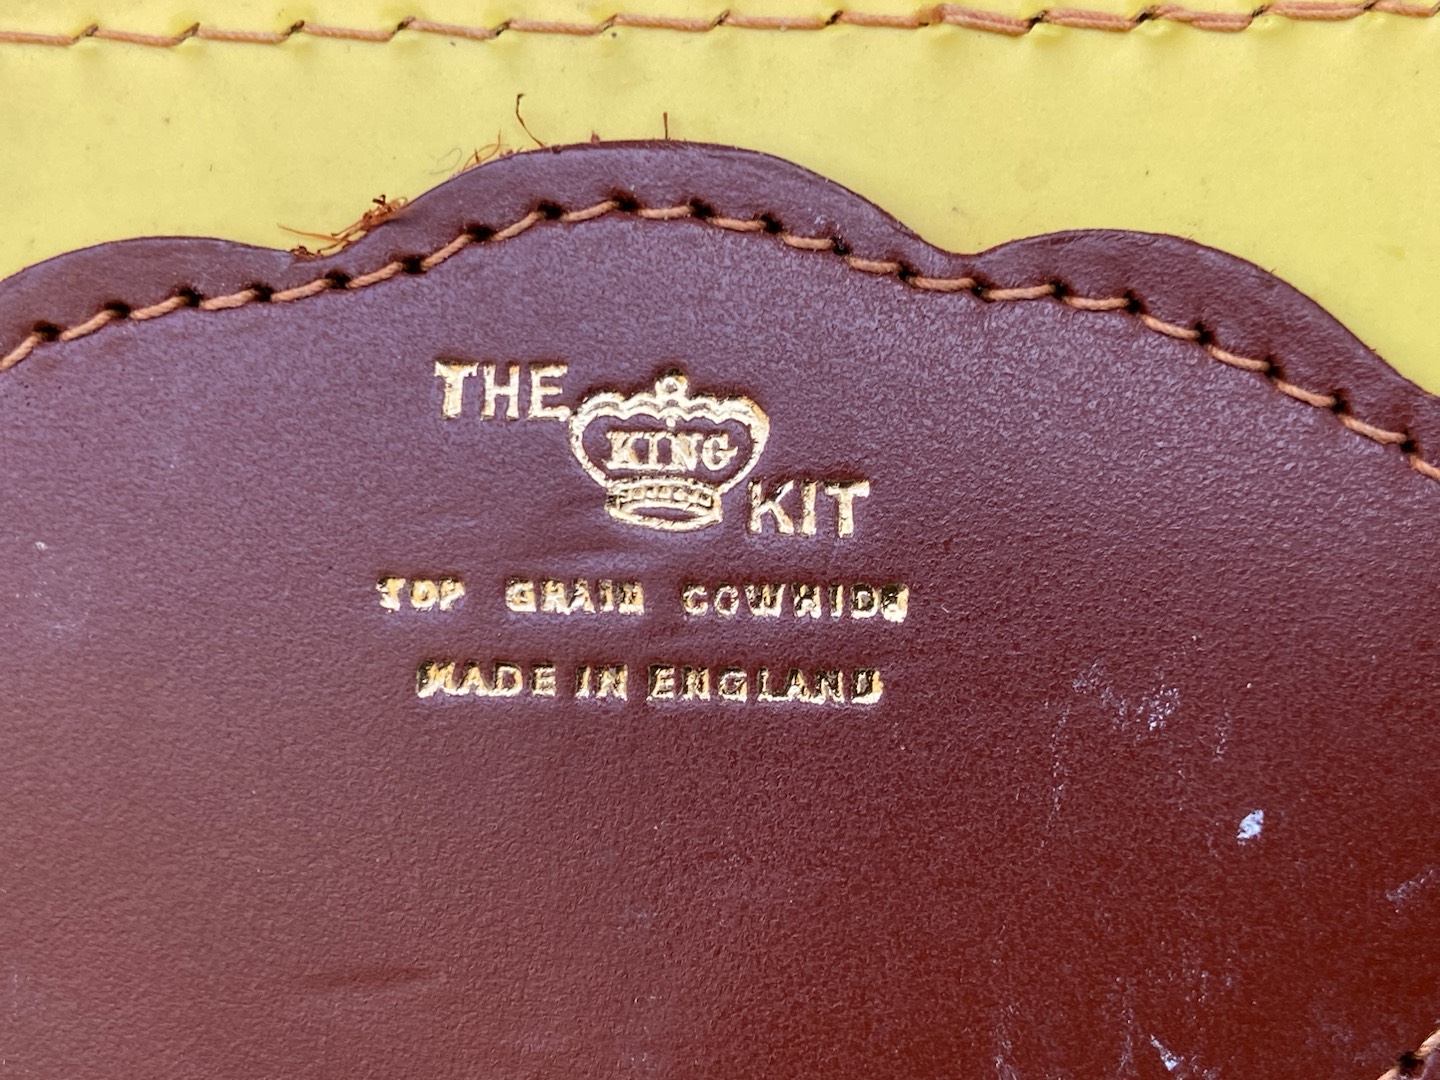 THE KING KIT
TOP GRAIN COWHIDE
MADE IN ENGLAND